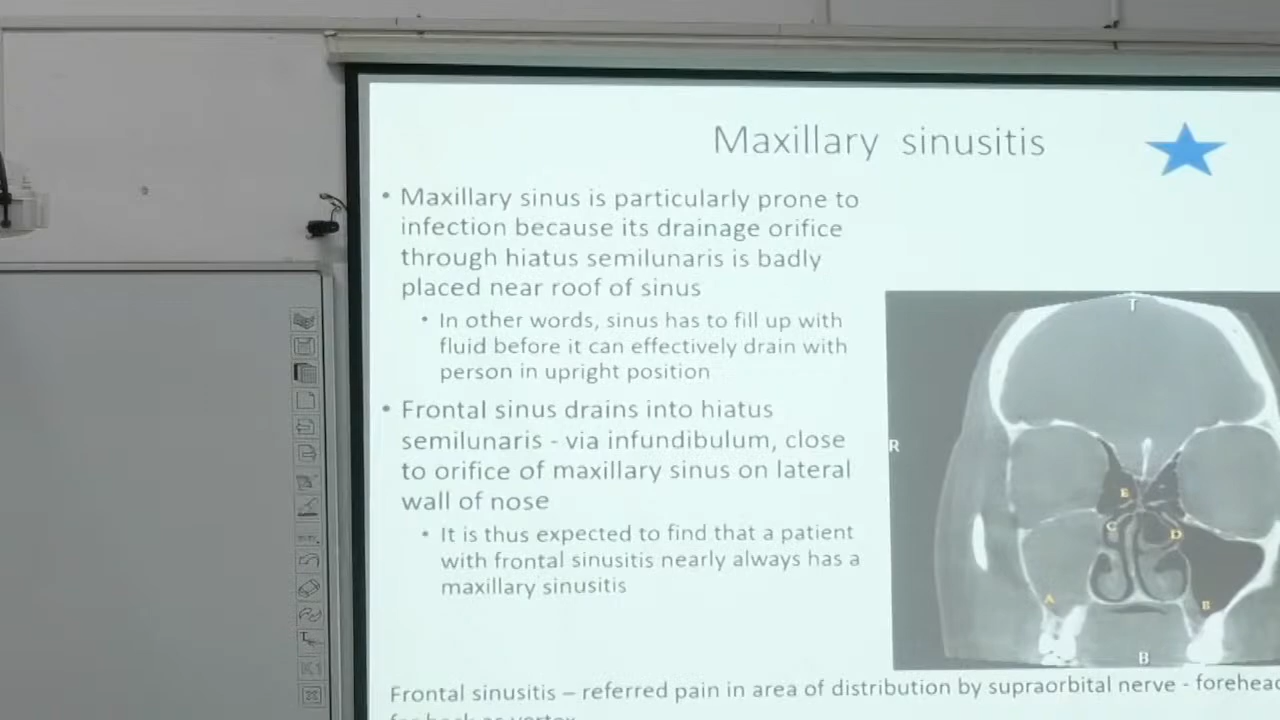 Maxillary sinusitis
• Maxillary sinus is particularly prone to
infection because its drainage orifice
through hiatus semilunaris is badly
placed near roof of sinus
• In other words, sinus has to fill up with
fluid before it can effectively drain with
person in upright position
• Frontal sinus drains into hiatus
semilunaris - via infundibulum, close
to orifice of maxillary sinus on lateral
wall of nose
• It is thus expected to find that a patient
with frontal sinusitis nearly always has a
maxillary sinusitis
T
R
E
C
D
A
B
B
Frontal sinusitis – referred pain in area of distribution by supraorbital nerve - forehead